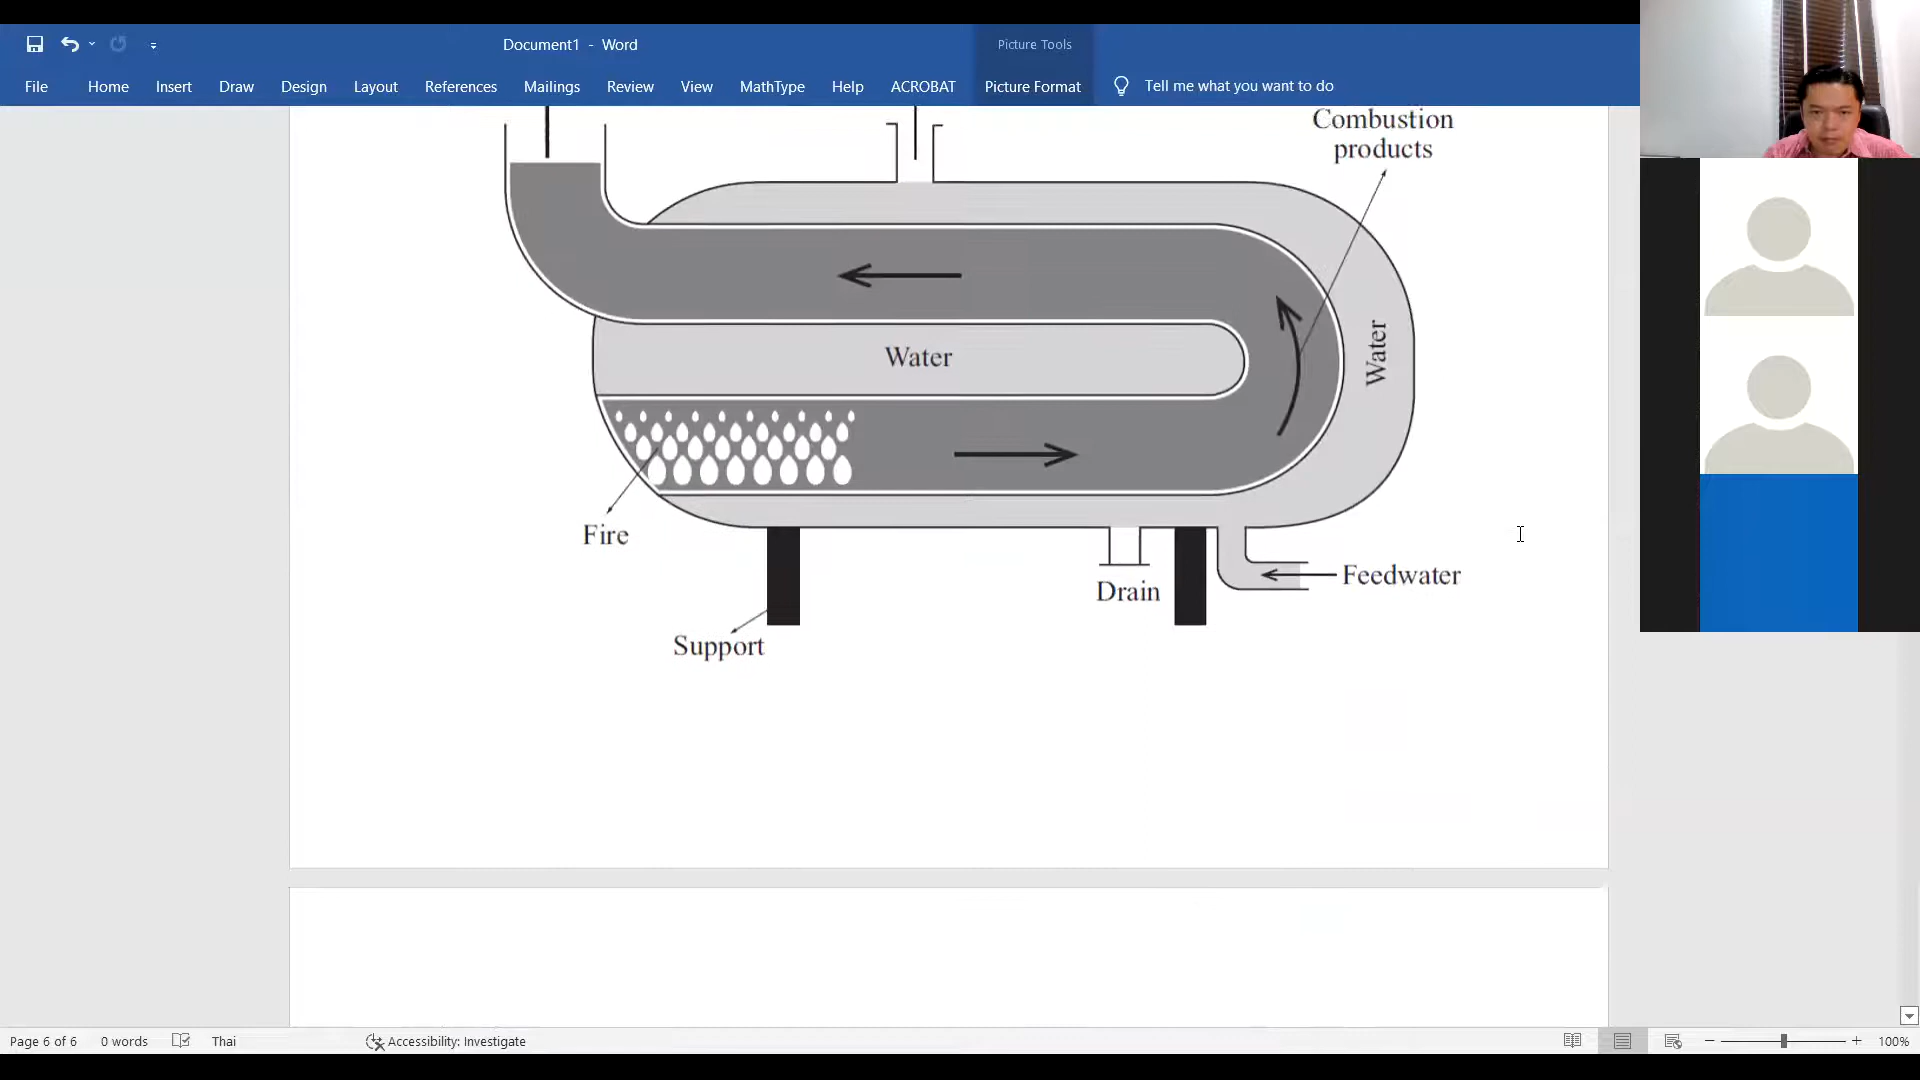 Document1 - Word
Picture Tools
File
Home
Insert
Draw
Design
Layout
References
Mailings
Review
View
MathType
Help
ACROBAT
Picture Format
Tell me what you want to do
Combustion
products
Water
Water
Fire
Feedwater
Drain
Support
Page 6 of 6
0 words
Thai
Accessibility: Investigate
100%